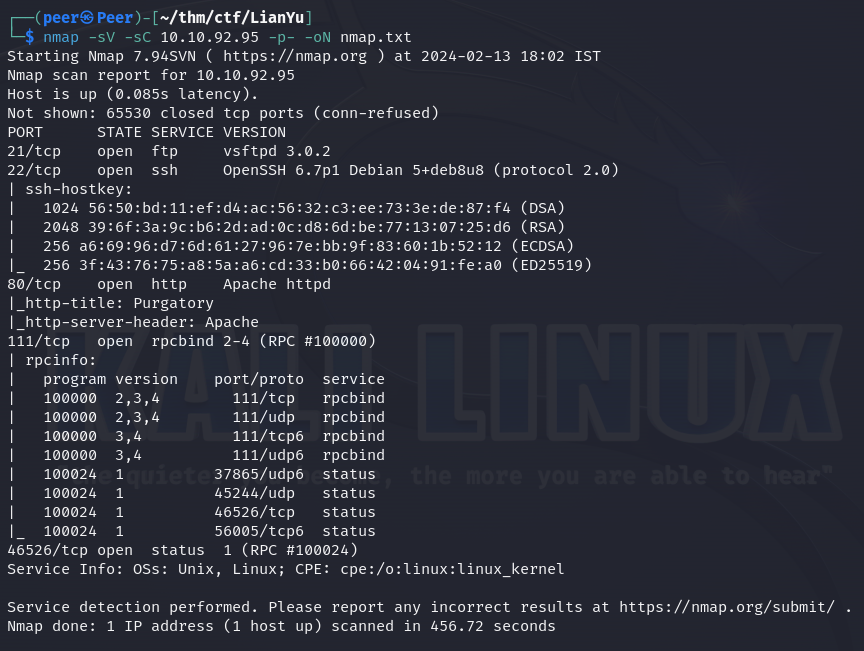 ┌──(peer㉿Peer)-[~/thm/ctf/LianYu]
└─$ nmap -sV -sC 10.10.92.95 -p- -oN nmap.txt
Starting Nmap 7.94SVN ( https://nmap.org ) at 2024-02-13 18:02 IST
Nmap scan report for 10.10.92.95
Host is up (0.085s latency).
Not shown: 65530 closed tcp ports (conn-refused)
PORT      STATE SERVICE VERSION
21/tcp    open  ftp     vsftpd 3.0.2
22/tcp    open  ssh     OpenSSH 6.7p1 Debian 5+deb8u8 (protocol 2.0)
| ssh-hostkey:
|   1024 56:50:bd:11:ef:d4:ac:56:32:c3:ee:73:3e:de:87:f4 (DSA)
|   2048 39:6f:3a:9c:b6:2d:ad:0c:d8:6d:be:77:13:07:25:d6 (RSA)
|   256 a6:69:96:d7:6d:61:27:96:7e:bb:9f:83:60:1b:52:12 (ECDSA)
|_  256 3f:43:76:75:a8:5a:a6:cd:33:b0:66:42:04:91:fe:a0 (ED25519)
80/tcp    open  http    Apache httpd
|_http-title: Purgatory
|_http-server-header: Apache
111/tcp   open  rpcbind 2-4 (RPC #100000)
| rpcinfo:
|   program version    port/proto  service
|   100000  2,3,4        111/tcp   rpcbind
|   100000  2,3,4        111/udp   rpcbind
|   100000  3,4          111/tcp6  rpcbind
|   100000  3,4          111/udp6  rpcbind
|   100024  1          37865/udp6  status
|   100024  1          45244/udp   status
|   100024  1          46526/tcp   status
|_  100024  1          56005/tcp6  status
46526/tcp open  status  1 (RPC #100024)
Service Info: OSs: Unix, Linux; CPE: cpe:/o:linux:linux_kernel
Service detection performed. Please report any incorrect results at https://nmap.org/submit/ .
Nmap done: 1 IP address (1 host up) scanned in 456.72 seconds
KALI LINUX
quieter you become, the more you are able to hear"